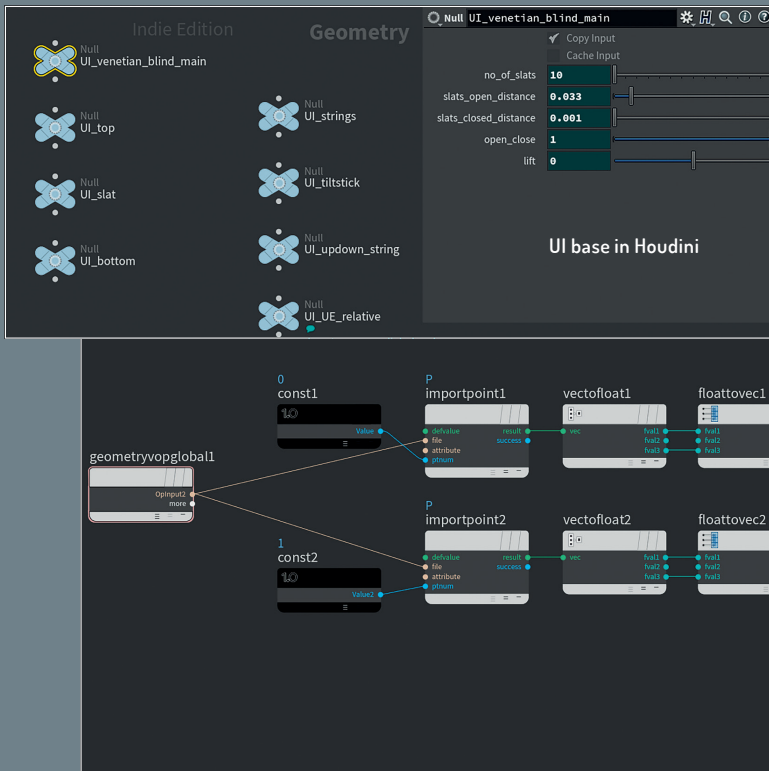 Indie Edition
Geometry
Null
UI_venetian_blind_main
Null
UI_top
Null
UI_slat
Null
UI_bottom
Null
UI_strings
Null
UI_tiltstick
Null
UI_updown_string
Null
UI_UE_relative
Null UI_venetian_blind_main
Copy Input
Cache Input
no_of_slats 10
slats_open_distance 0.033
slats_closed_distance 0.001
open_close 1
lift 0
UI base in Houdini
geometryvopglobal1
OpInput2
more
0
const1
1.0
Value
1
const2
1.0
Value2
P
importpoint1
defvalue result
file success
attribute
ptnum
vectofloat1
vec fval1
fval2
fval3
floattovec1
fval1
fval2
fval3
P
importpoint2
defvalue result
file success
attribute
ptnum
vectofloat2
vec fval1
fval2
fval3
floattovec2
fval1
fval2
fval3